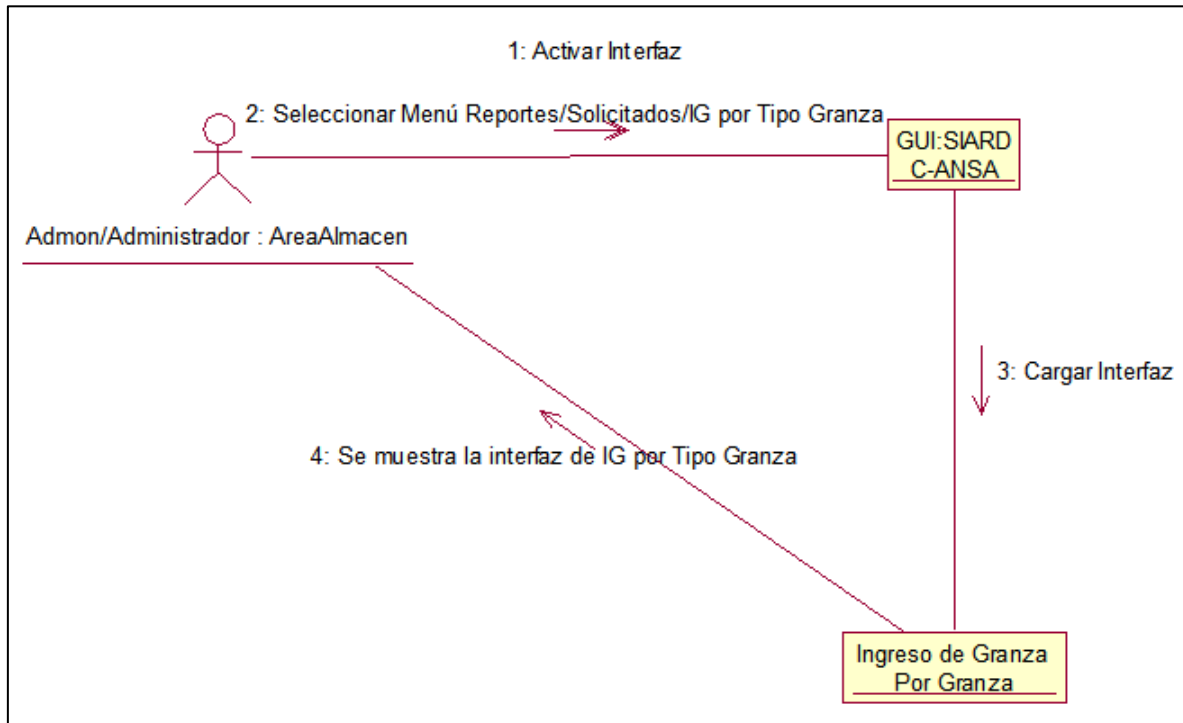 1: Activar Interfaz
2: Seleccionar Menú Reportes/Solicitados/IG por Tipo Granza
GUI:SIARD
C-ANSA
Admon/Administrador : AreaAlmacen
3: Cargar Interfaz
4: Se muestra la interfaz de IG por Tipo Granza
Ingreso de Granza
Por Granza